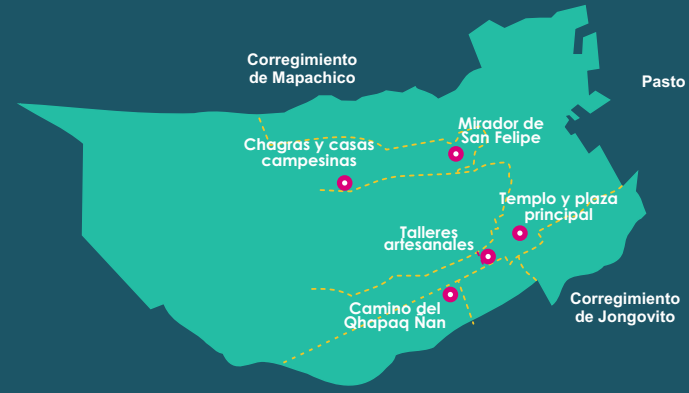 Corregimiento
de Mapachico
Pasto
Mirador de
San Felipe
Chagras y casas
campesinas
Templo y plaza
principal
Talleres
artesanales
Camino del
Qhapaq Ñan
Corregimiento
de Jongovito